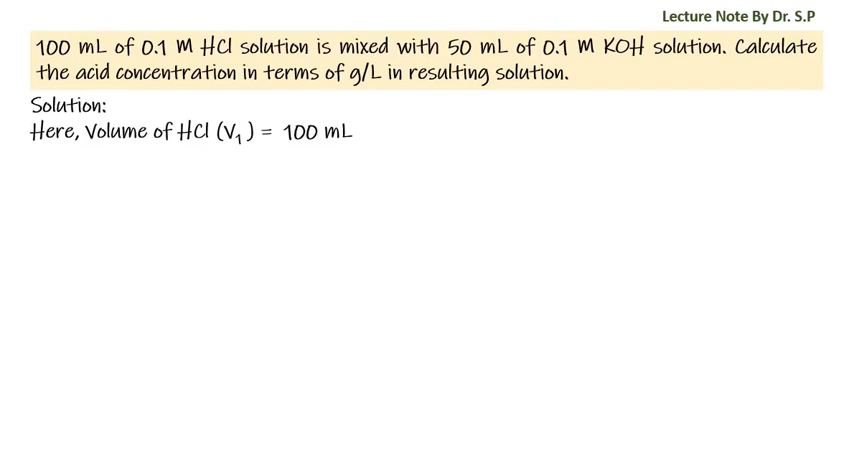 Lecture Note By Dr. S.P
100 mL of 0.1 M HCl solution is mixed with 50 mL of 0.1 M KOH solution. Calculate
the acid concentration in terms of g/L in resulting solution.
Solution:
Here, Volume of HCl (V₁) = 100 mL